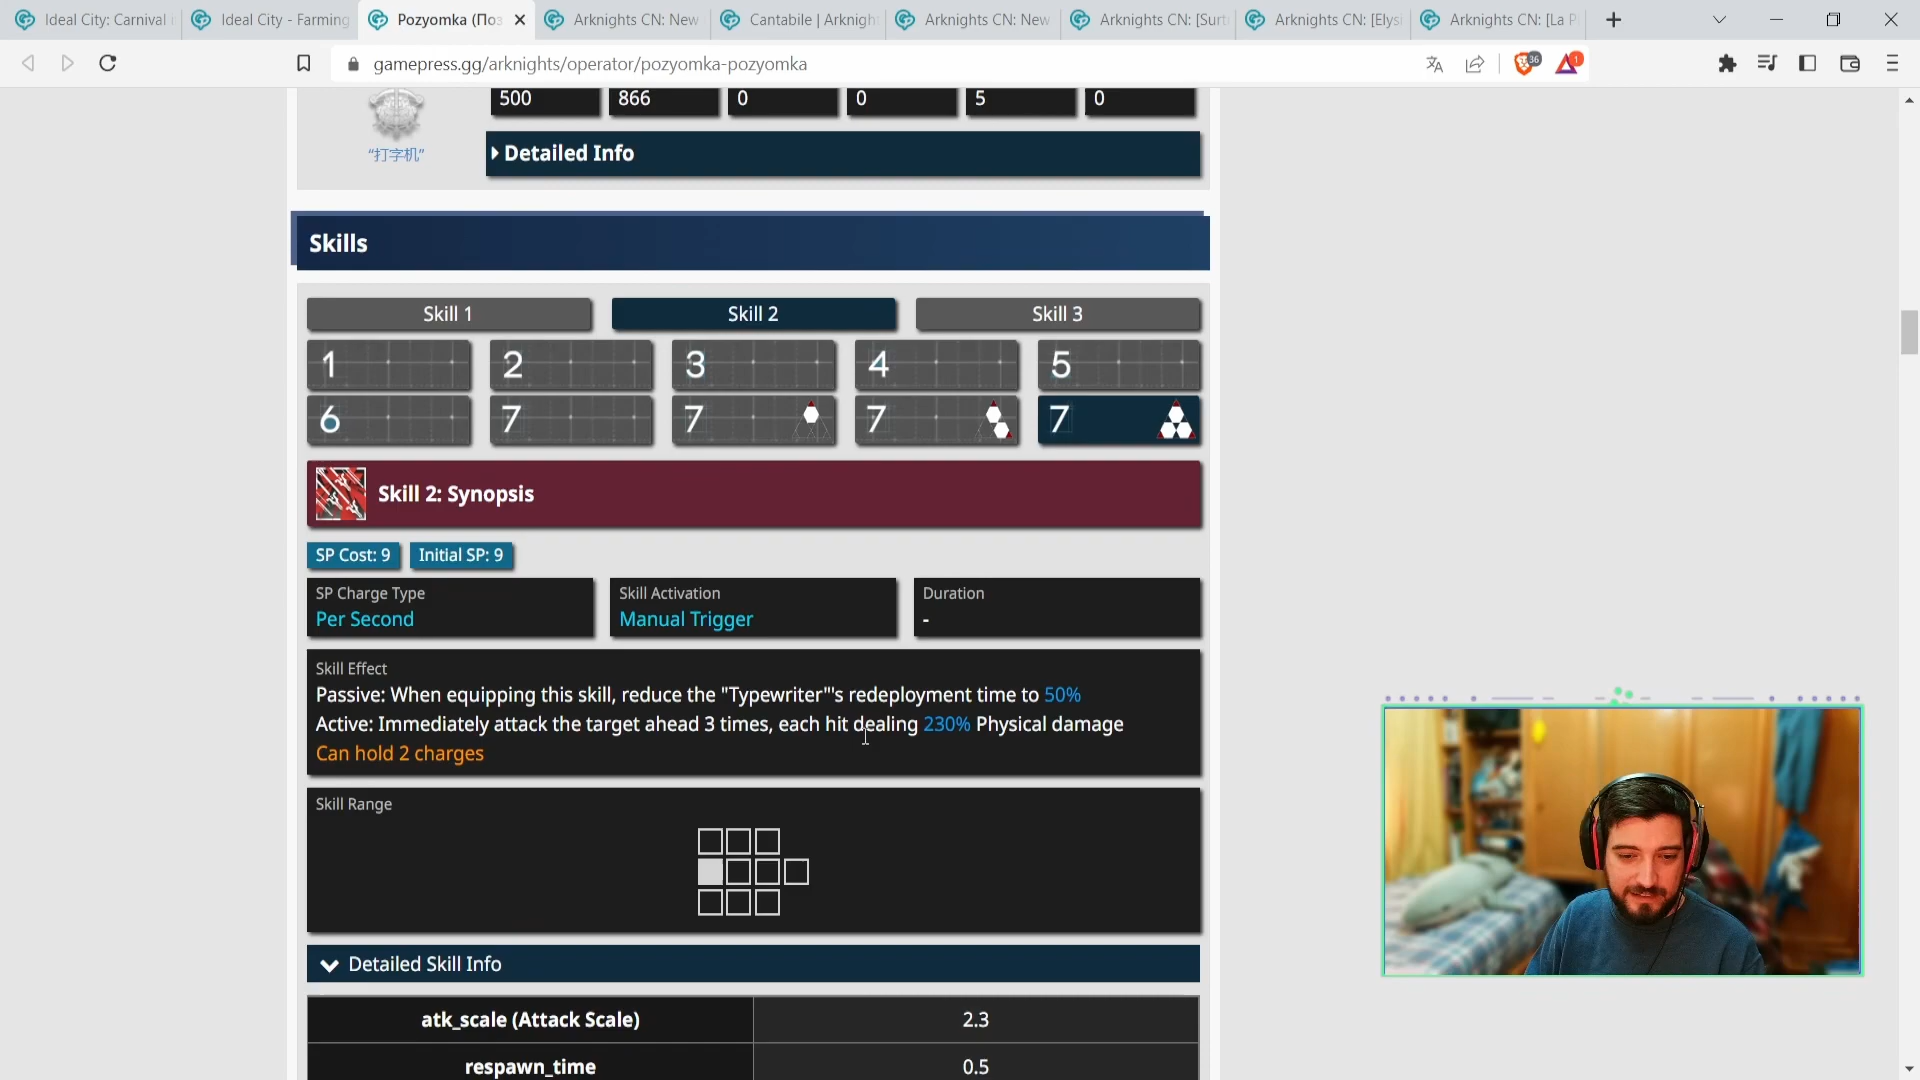 Ideal City: Carnival i
Ideal City - Farming
Pozyomka (Поз
Arknights CN: New
Cantabile | Arknight
Arknights CN: New
Arknights CN: [Surt
Arknights CN: [Elysi
Arknights CN: [La P
gamepress.gg/arknights/operator/pozyomka-pozyomka
36
1
500 866 0 0 5 0
“打字机”
Detailed Info
Skills
Skill 1 Skill 2 Skill 3
1 2 3 4 5
6 7 7 7 7
Skill 2: Synopsis
SP Cost: 9 Initial SP: 9
SP Charge Type
Per Second
Skill Activation
Manual Trigger
Duration
-
Skill Effect
Passive: When equipping this skill, reduce the "Typewriter"'s redeployment time to 50%
Active: Immediately attack the target ahead 3 times, each hit dealing 230% Physical damage
Can hold 2 charges
Skill Range
Detailed Skill Info
atk_scale (Attack Scale) 2.3
respawn_time 0.5